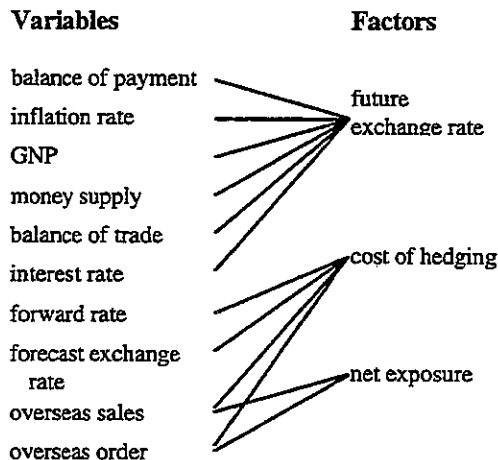 Variables
Factors
balance of payment
inflation rate
GNP
money supply
balance of trade
interest rate
forward rate
forecast exchange
rate
overseas sales
overseas order
future
exchange rate
cost of hedging
net exposure